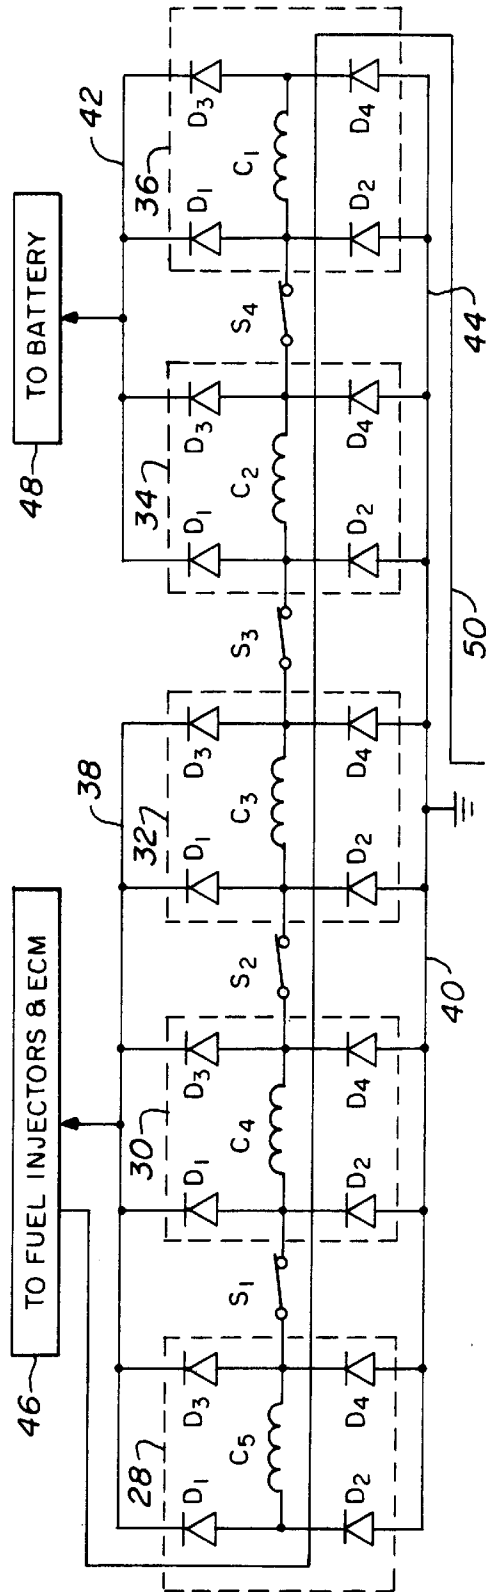 46 TO FUEL INJECTORS & ECM
48 TO BATTERY
28 30 38 32 34 36 42
D1 D3 D1 D3 D1 D3 D1 D3 D1 D3
C5 S1 C4 S2 C3 S3 C2 S4 C1
D2 D4 D2 D4 D2 D4 D2 D4 D2 D4
40 44
50